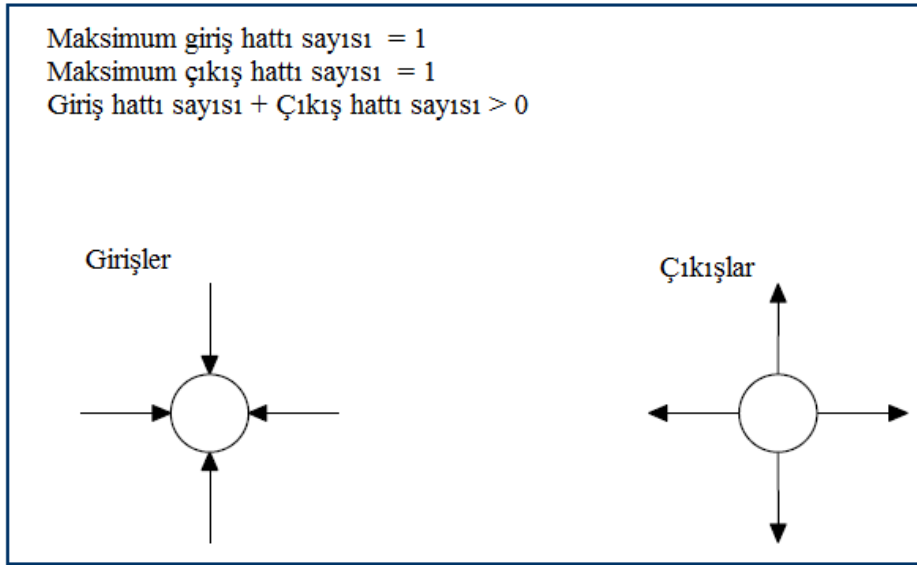 Maksimum giriş hattı sayısı = 1
Maksimum çıkış hattı sayısı = 1
Giriş hattı sayısı + Çıkış hattı sayısı > 0
Girişler
Çıkışlar